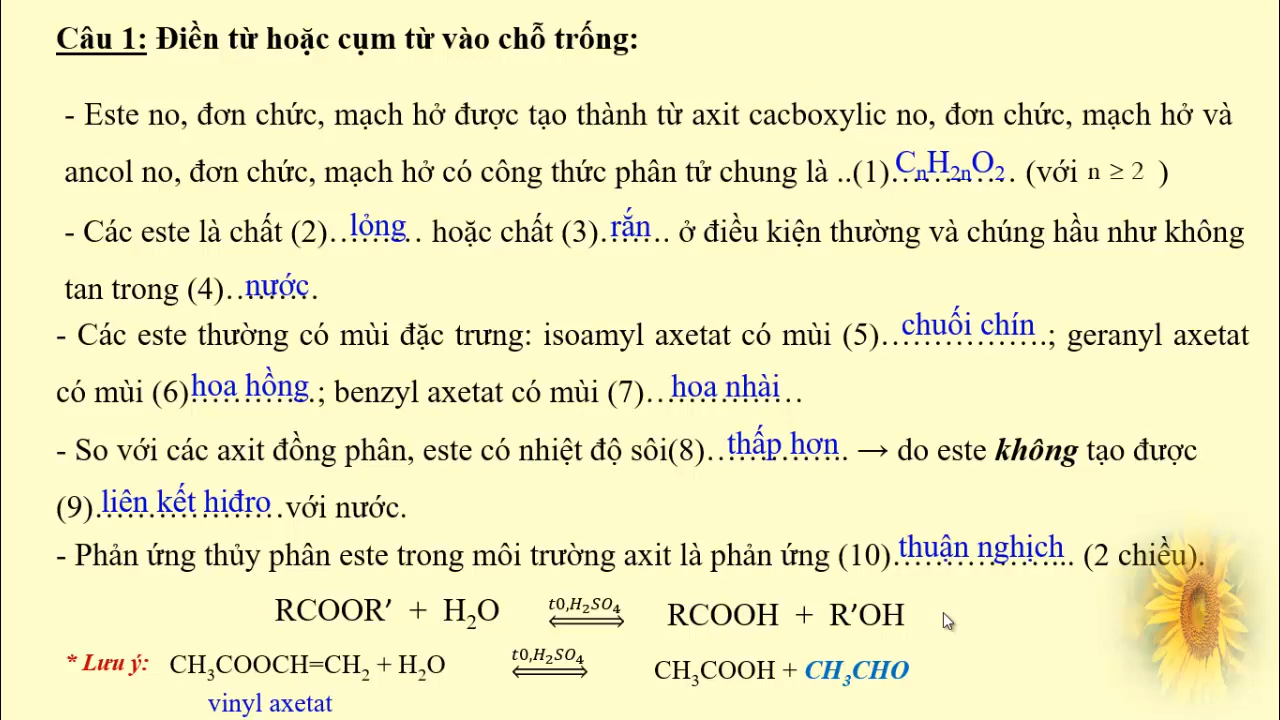 Câu 1: Điền từ hoặc cụm từ vào chỗ trống:
- Este no, đơn chức, mạch hở được tạo thành từ axit cacboxylic no, đơn chức, mạch hở và
ancol no, đơn chức, mạch hở có công thức phân tử chung là ..(1)…CnH2nO2…. (với n ≥ 2 )
- Các este là chất (2)…lỏng… hoặc chất (3)…rắn…. ở điều kiện thường và chúng hầu như không
tan trong (4)…nước….
- Các este thường có mùi đặc trưng: isoamyl axetat có mùi (5)…chuối chín….; geranyl axetat
có mùi (6)…hoa hồng….; benzyl axetat có mùi (7)…hoa nhài…
- So với các axit đồng phân, este có nhiệt độ sôi(8)…thấp hơn…. → do este không tạo được
(9)…liên kết hiđro…với nước.
- Phản ứng thủy phân este trong môi trường axit là phản ứng (10)…thuận nghịch…... (2 chiều).
RCOOR′ + H2O t0,H2SO4 ⇐⇒ RCOOH + R′OH
* Lưu ý: CH3COOCH=CH2 + H2O t0,H2SO4 ⇐⇒ CH3COOH + CH3CHO
vinyl axetat